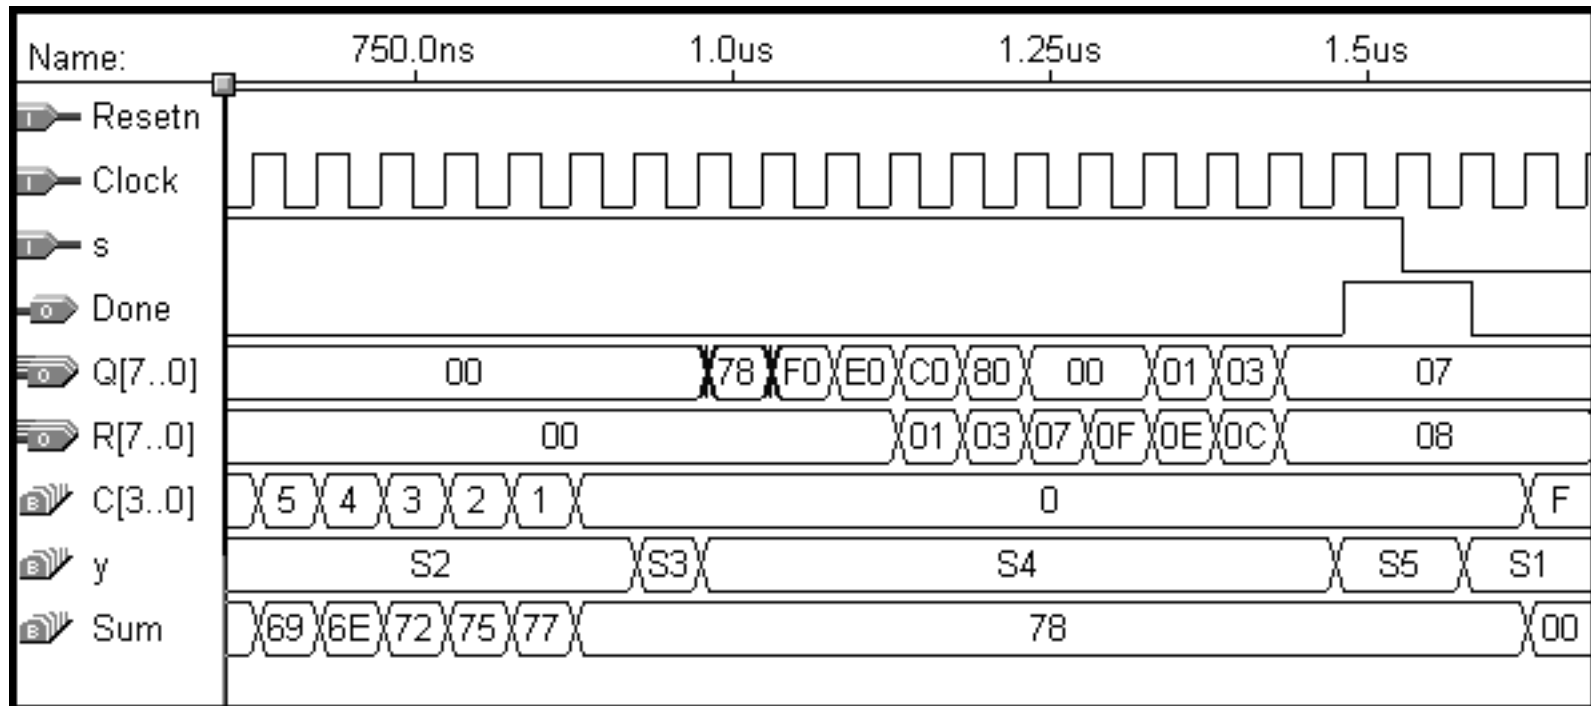 Name: 750.0ns 1.0us 1.25us 1.5us
I Resetn
I Clock
I s
O Done
O Q[7..0] 00 78 F0 E0 C0 80 00 01 03 07
O R[7..0] 00 01 03 07 0F 0E 0C 08
B C[3..0] 5 4 3 2 1 0 F
B y S2 S3 S4 S5 S1
B Sum 69 6E 72 75 77 78 00